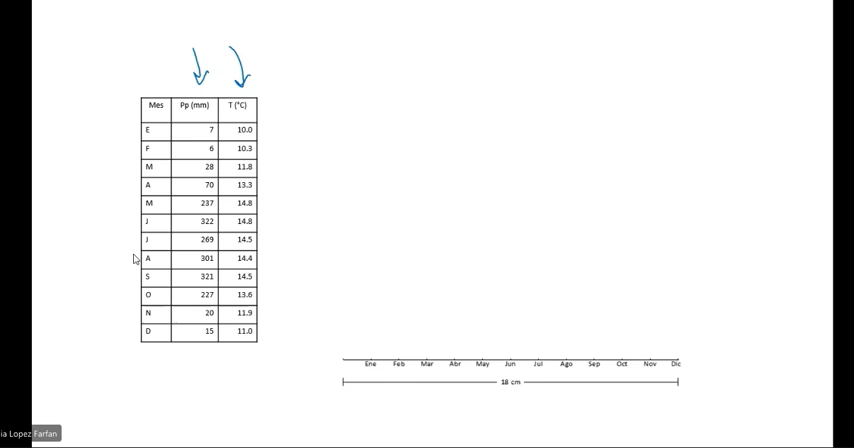 Mes Pp (mm) T (°C)
E 7 10.0
F 6 10.3
M 28 11.8
A 70 13.3
M 237 14.8
J 322 14.8
J 269 14.5
A 301 14.4
S 321 14.5
O 227 13.6
N 20 11.9
D 15 11.0
Ene Feb Mar Abr May Jun Jul Ago Sep Oct Nov Dic
18 cm
ia Lopez Farfan